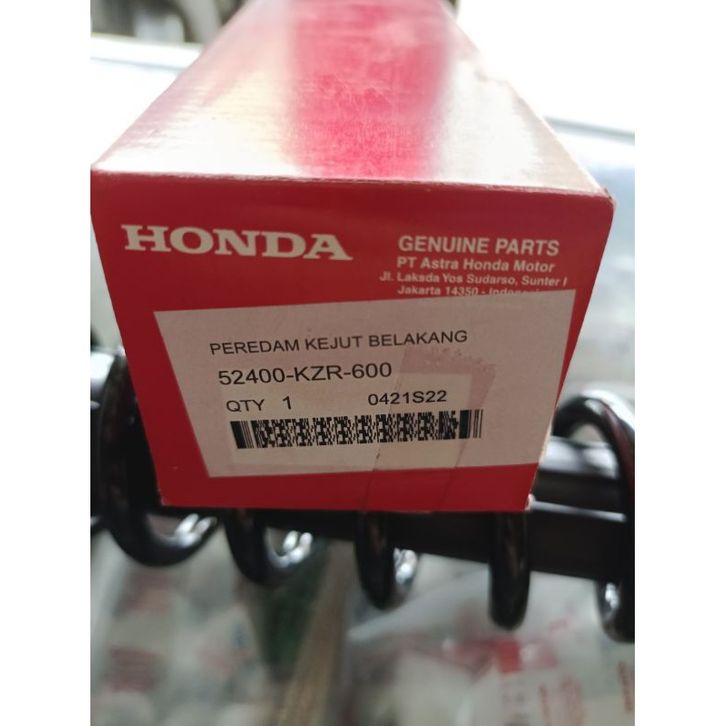 HONDA
GENUINE PARTS
PT Astra Honda Motor
Jl. Laksda Yos Sudarso, Sunter I
Jakarta 14350 - Indonesia
PEREDAM KEJUT BELAKANG
52400-KZR-600
QTY 1 0421S22